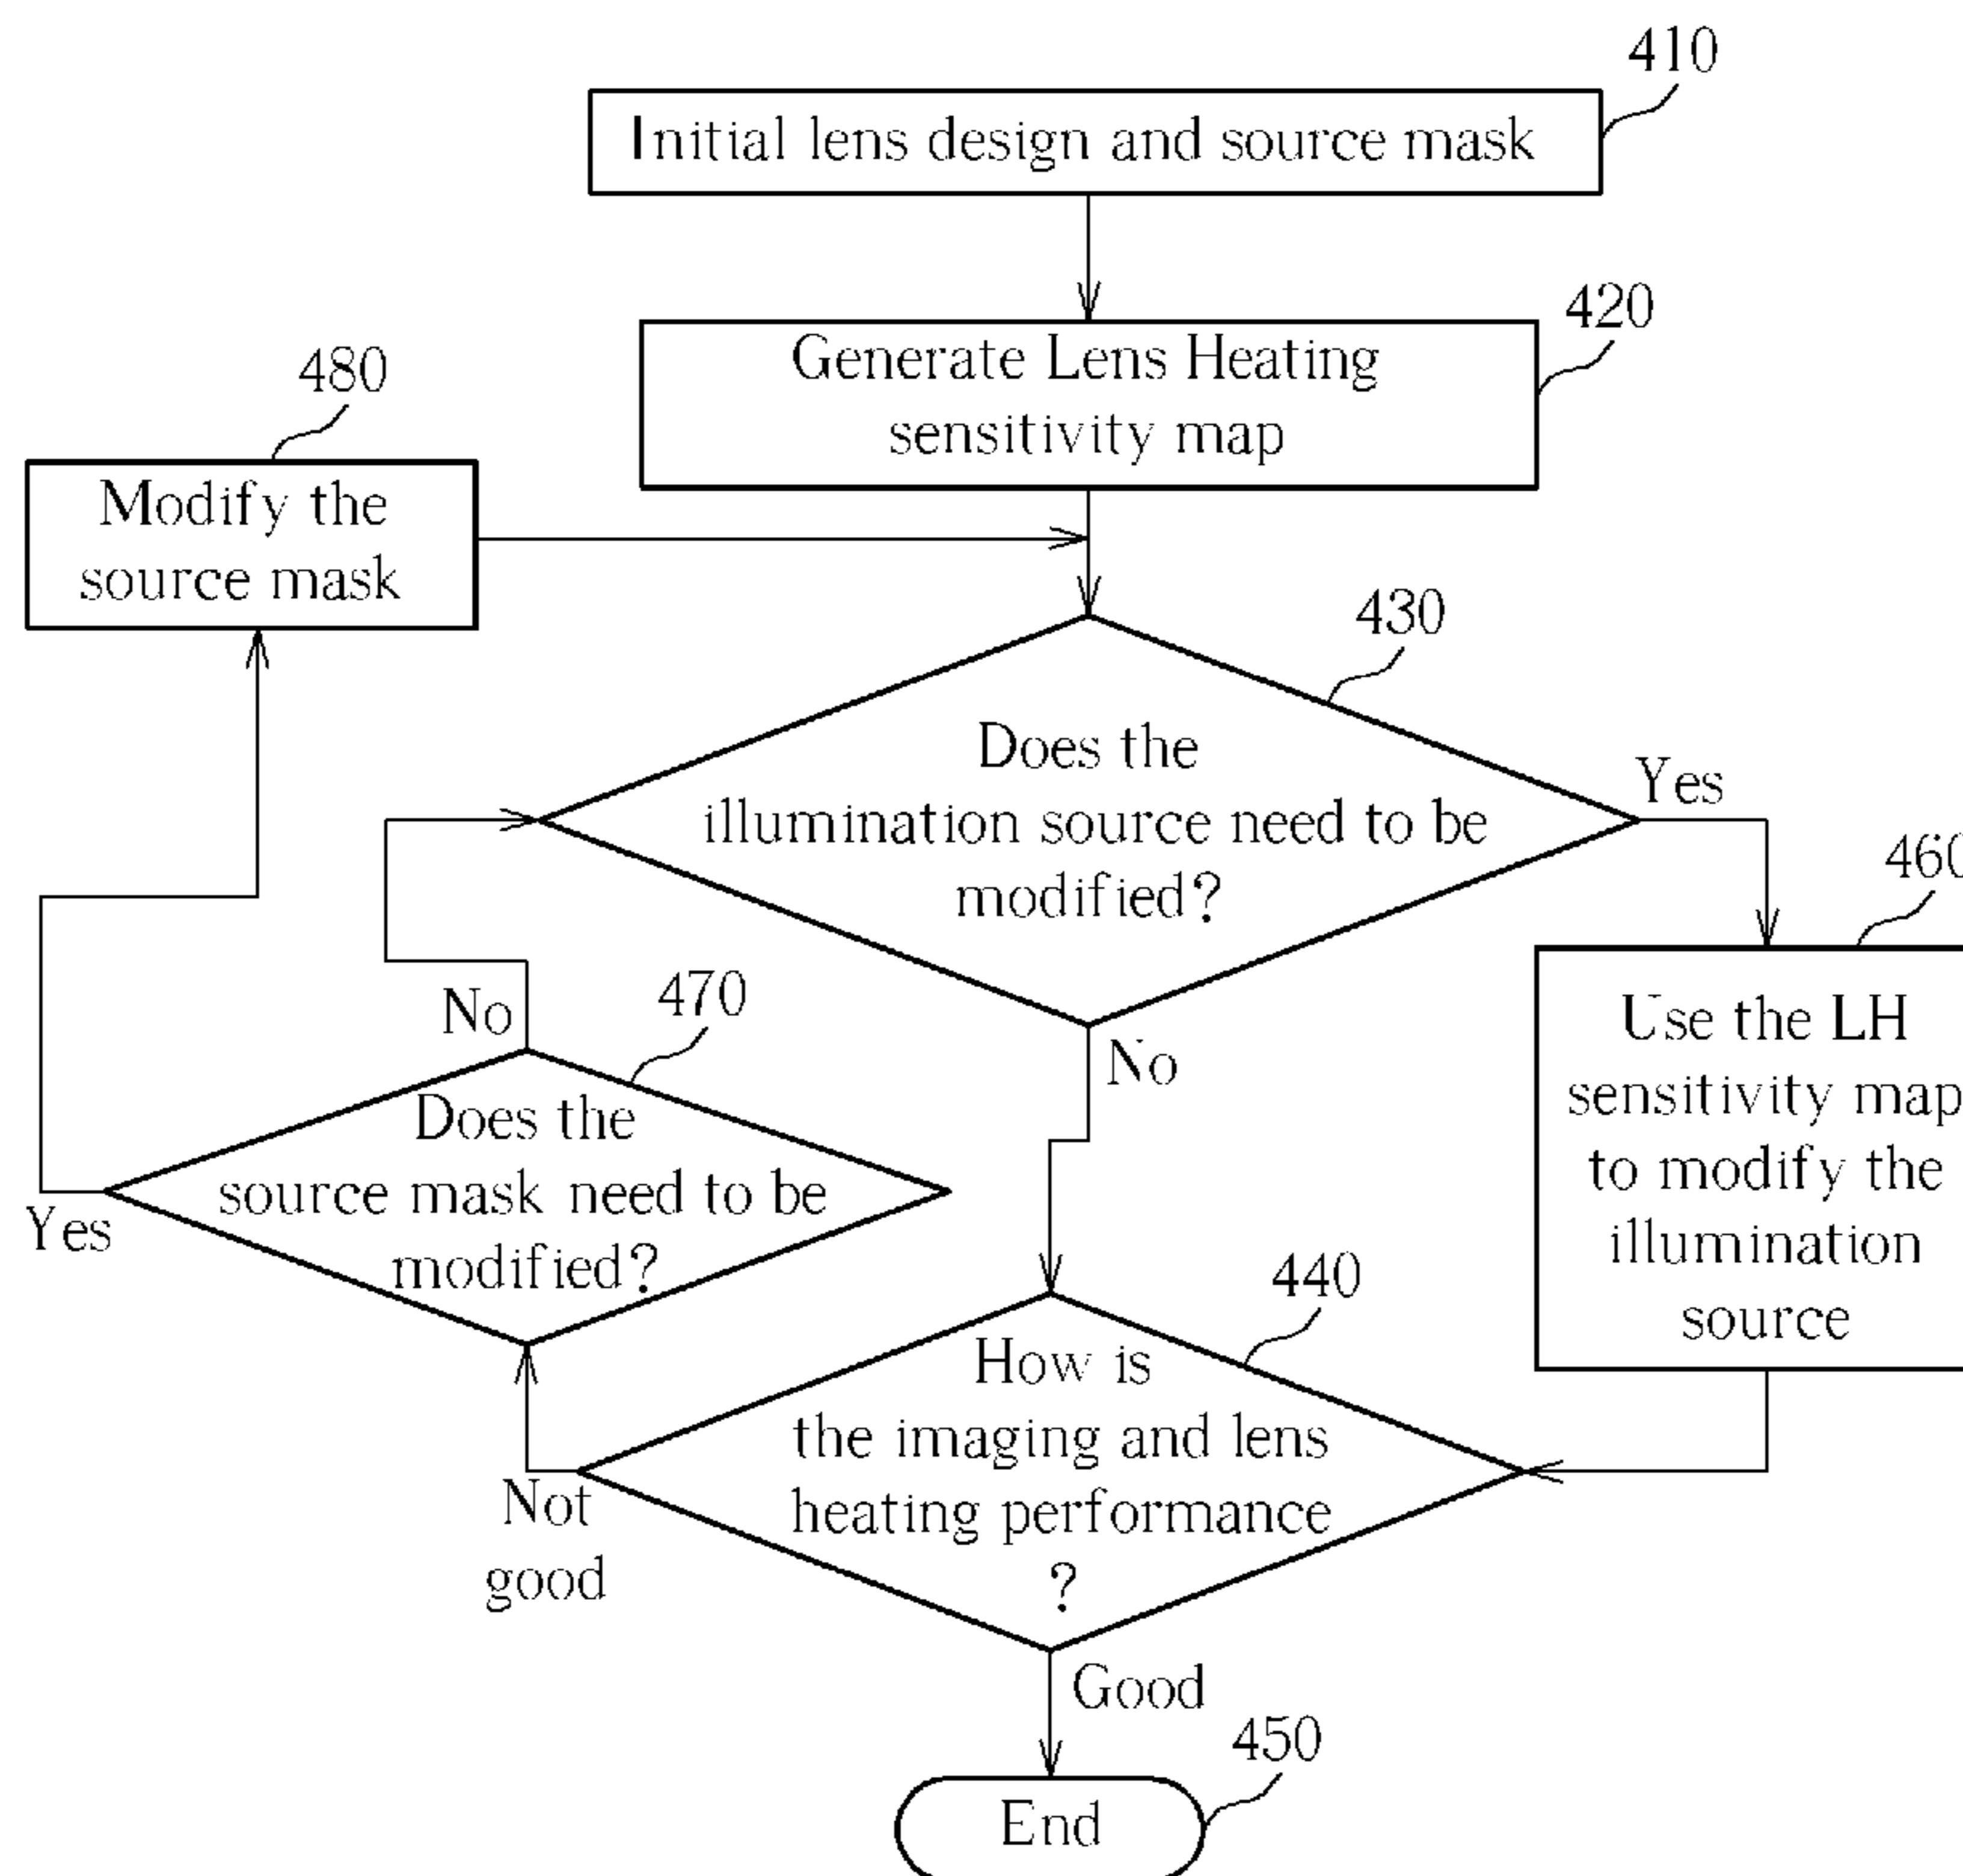 410
Initial lens design and source mask
420
Generate Lens Heating
sensitivity map
480
Modify the
source mask
430
Does the
illumination source need to be
modified?
Yes
460
Use the LH
sensitivity map
to modify the
illumination
source
No
470
No
Does the
source mask need to be
modified?
Yes
440
How is
the imaging and lens
heating performance
?
Not
good
Good
450
End